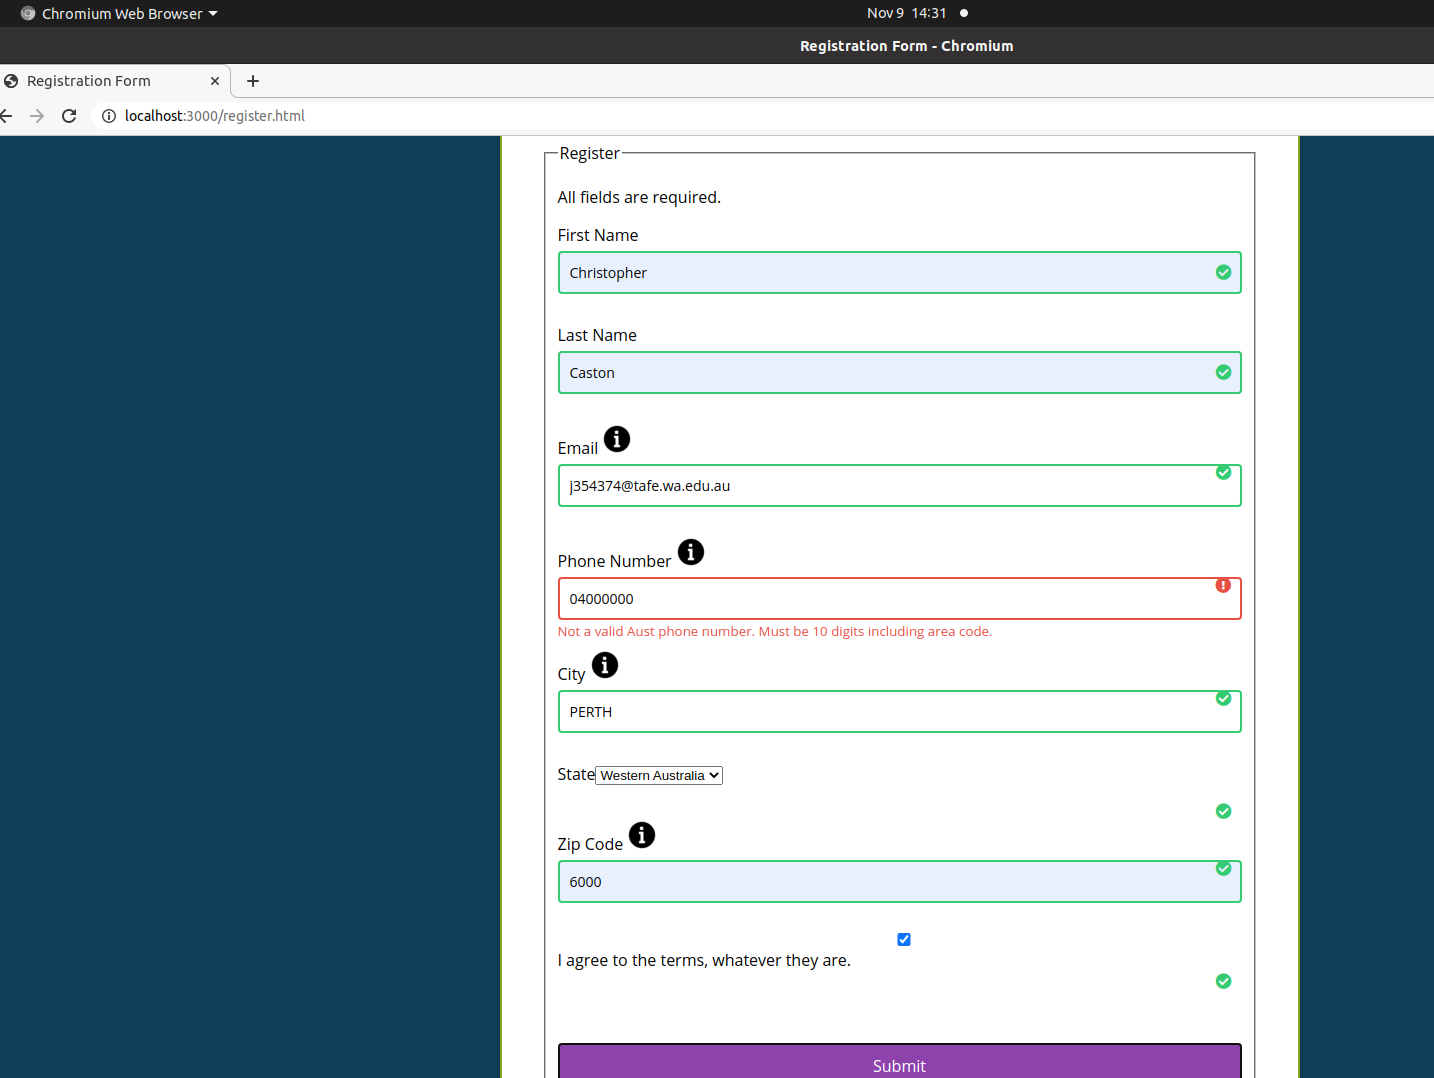 Chromium Web Browser
Nov 9 14:31
Registration Form - Chromium
Registration Form
localhost:3000/register.html
Register
All fields are required.
First Name
Christopher
Last Name
Caston
Email
j354374@tafe.wa.edu.au
Phone Number
04000000
Not a valid Aust phone number. Must be 10 digits including area code.
City
PERTH
State Western Australia
Zip Code
6000
I agree to the terms, whatever they are.
Submit